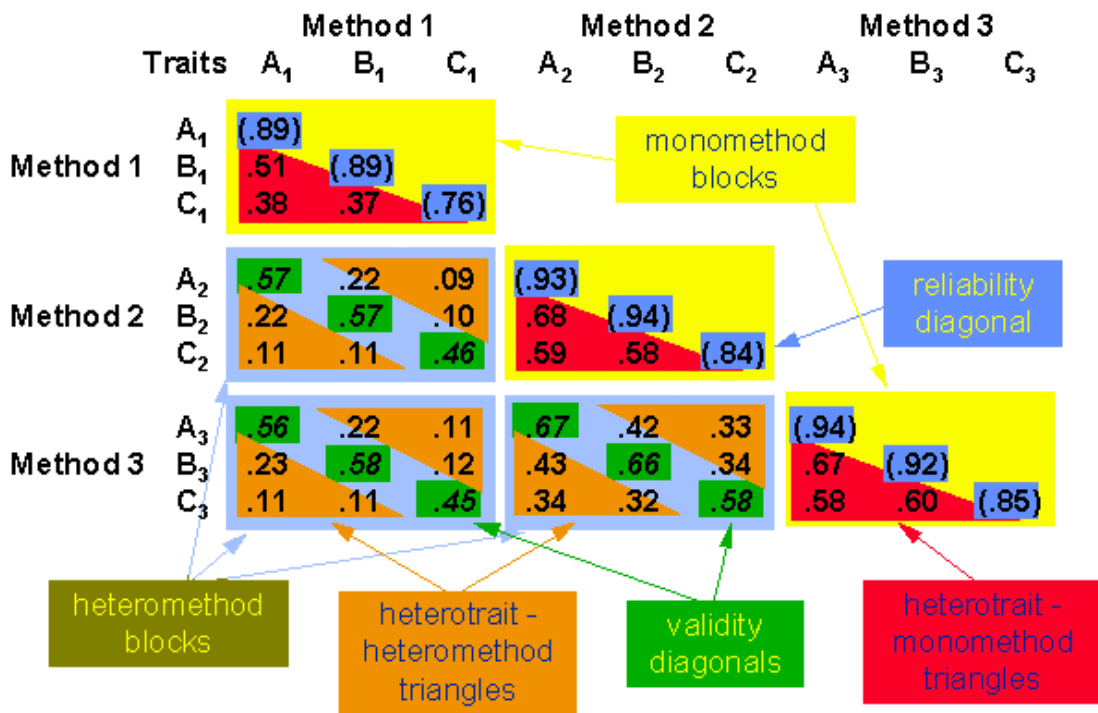 Method 1 Method 2 Method 3
Traits A₁ B₁ C₁ A₂ B₂ C₂ A₃ B₃ C₃
A₁ (.89)
Method 1 B₁ .51 (.89)
C₁ .38 .37 (.76)
monomethod
blocks
A₂ .57 .22 .09 (.93)
Method 2 B₂ .22 .57 .10 .68 (.94)
C₂ .11 .11 .46 .59 .58 (.84)
reliability
diagonal
A₃ .56 .22 .11 .67 .42 .33 (.94)
Method 3 B₃ .23 .58 .12 .43 .66 .34 .67 (.92)
C₃ .11 .11 .45 .34 .32 .58 .58 .60 (.85)
heteromethod
blocks
heterotrait -
heteromethod
triangles
validity
diagonals
heterotrait -
monomethod
triangles